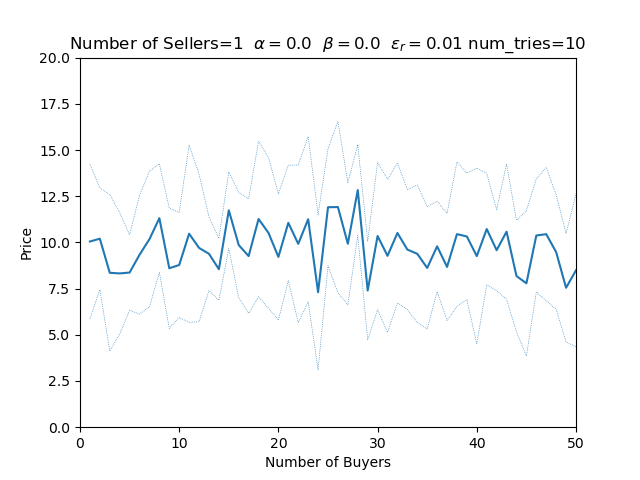 Number of Sellers=1 α = 0.0 β = 0.0 ε_r = 0.01 num_tries=10
20.0
17.5
15.0
12.5
10.0
7.5
5.0
2.5
0.0
Price
0 10 20 30 40 50
Number of Buyers